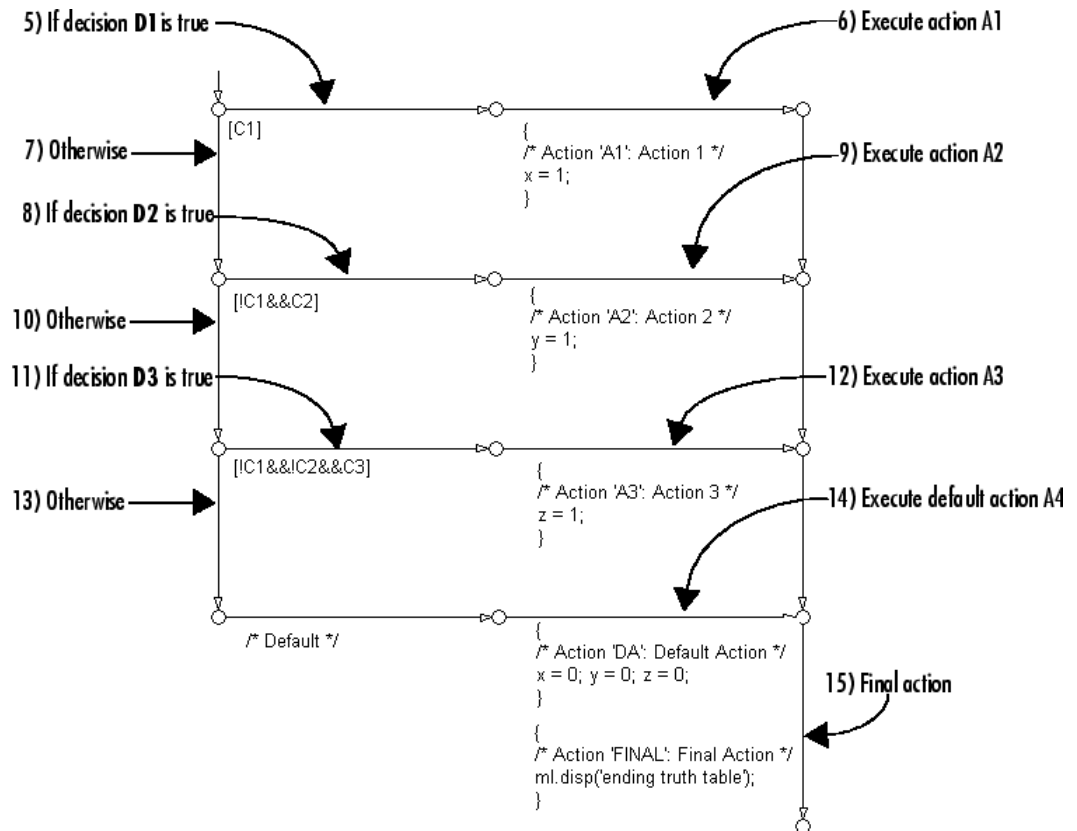 5) If decision D1 is true
6) Execute action A1
[C1]
{
/* Action 'A1': Action 1 */
x = 1;
}
7) Otherwise
9) Execute action A2
8) If decision D2 is true
[!C1&&C2]
{
/* Action 'A2': Action 2 */
y = 1;
}
10) Otherwise
11) If decision D3 is true
12) Execute action A3
[!C1&&!C2&&C3]
{
/* Action 'A3': Action 3 */
z = 1;
}
13) Otherwise
14) Execute default action A4
/* Default */
{
/* Action 'DA': Default Action */
x = 0; y = 0; z = 0;
}
15) Final action
{
/* Action 'FINAL': Final Action */
ml.disp('ending truth table');
}